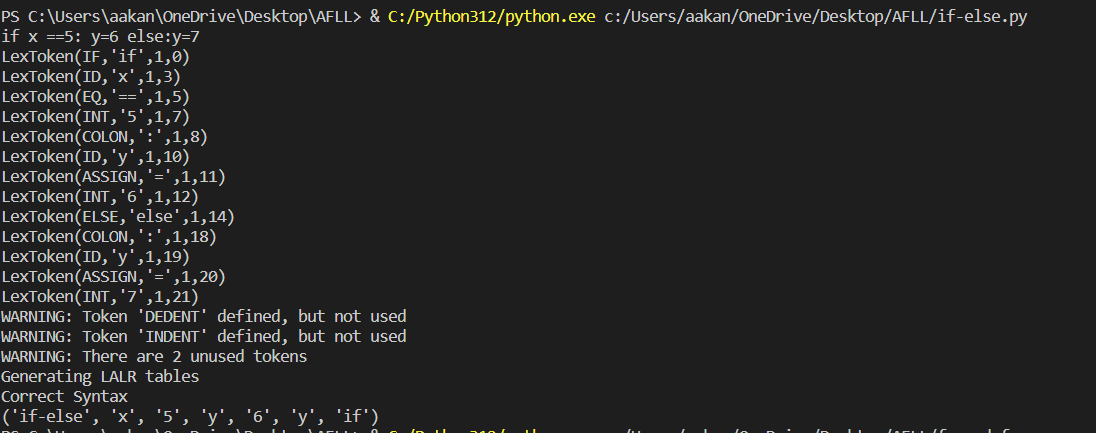 PS C:\Users\aakan\OneDrive\Desktop\AFLL> & C:/Python312/python.exe c:/Users/aakan/OneDrive/Desktop/AFLL/if-else.py
if x ==5: y=6 else:y=7
LexToken(IF,'if',1,0)
LexToken(ID,'x',1,3)
LexToken(EQ,'==',1,5)
LexToken(INT,'5',1,7)
LexToken(COLON,':',1,8)
LexToken(ID,'y',1,10)
LexToken(ASSIGN,'=',1,11)
LexToken(INT,'6',1,12)
LexToken(ELSE,'else',1,14)
LexToken(COLON,':',1,18)
LexToken(ID,'y',1,19)
LexToken(ASSIGN,'=',1,20)
LexToken(INT,'7',1,21)
WARNING: Token 'DEDENT' defined, but not used
WARNING: Token 'INDENT' defined, but not used
WARNING: There are 2 unused tokens
Generating LALR tables
Correct Syntax
('if-else', 'x', '5', 'y', '6', 'y', 'if')